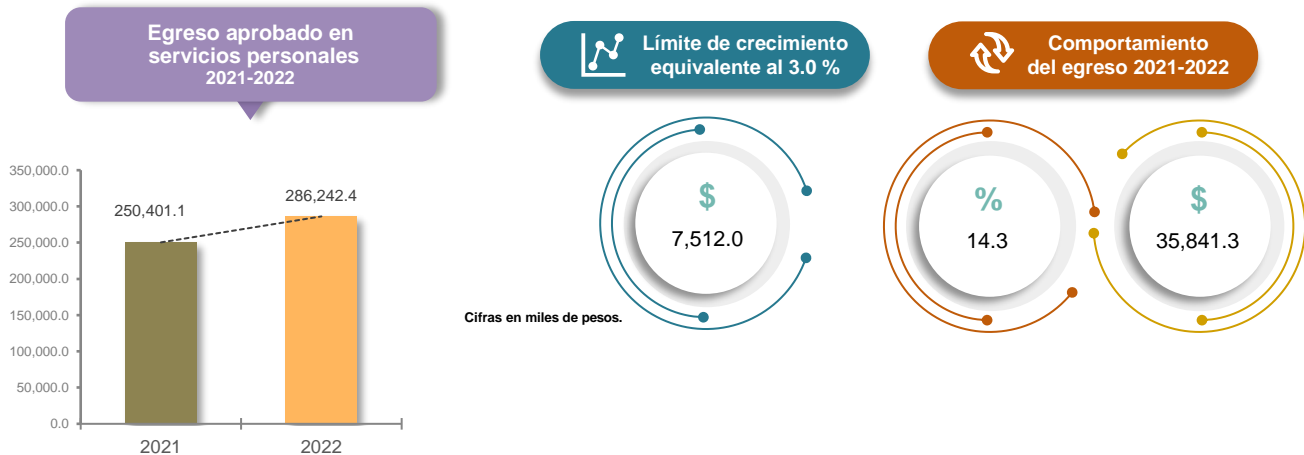 Egreso aprobado en
servicios personales
2021-2022
350,000.0
300,000.0
250,000.0
200,000.0
150,000.0
100,000.0
50,000.0
0.0
250,401.1
286,242.4
2021
2022
Límite de crecimiento
equivalente al 3.0 %
$
7,512.0
Cifras en miles de pesos.
Comportamiento
del egreso 2021-2022
%
14.3
$
35,841.3